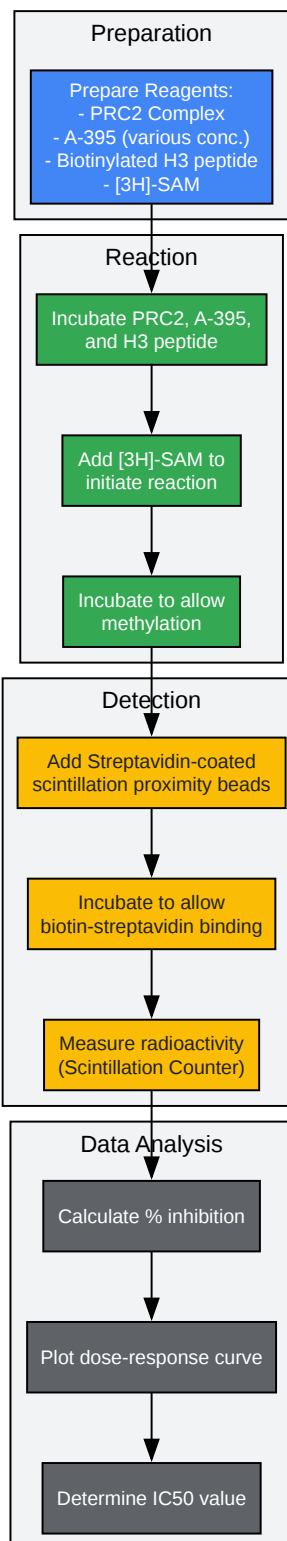 Preparation
Prepare Reagents:
- PRC2 Complex
- A-395 (various conc.)
- Biotinylated H3 peptide
- [3H]-SAM
Reaction
Incubate PRC2, A-395,
and H3 peptide
Add [3H]-SAM to
initiate reaction
Incubate to allow
methylation
Detection
Add Streptavidin-coated
scintillation proximity beads
Incubate to allow
biotin-streptavidin binding
Measure radioactivity
(Scintillation Counter)
Data Analysis
Calculate % inhibition
Plot dose-response curve
Determine IC50 value